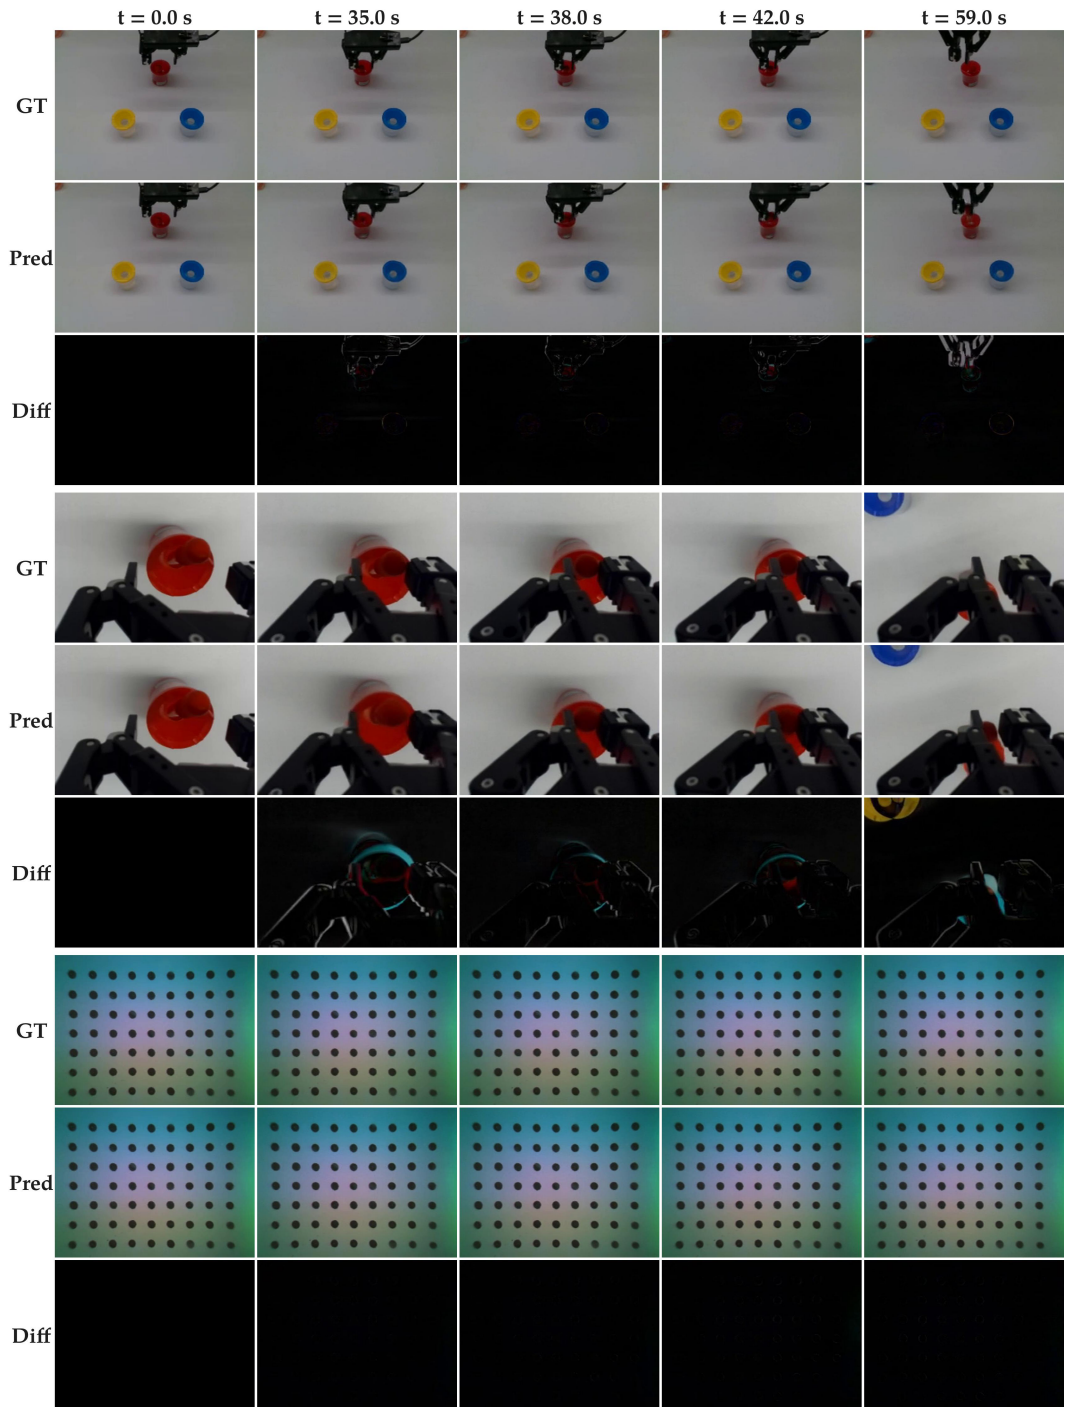 t = 0.0 s t = 35.0 s t = 38.0 s t = 42.0 s t = 59.0 s
GT
Pred
Diff
GT
Pred
Diff
GT
Pred
Diff